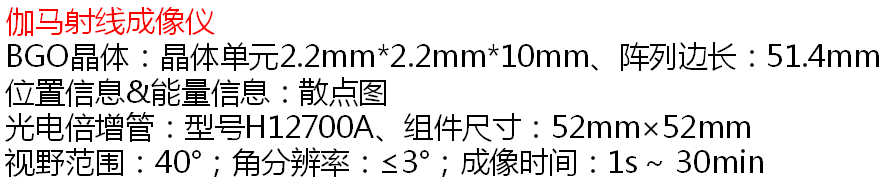 伽马射线成像仪
BGO晶体：晶体单元2.2mm*2.2mm*10mm、阵列边长：51.4mm
位置信息&能量信息：散点图
光电倍增管：型号H12700A、组件尺寸：52mm×52mm
视野范围：40°；角分辨率：≤3°；成像时间：1s ~ 30min